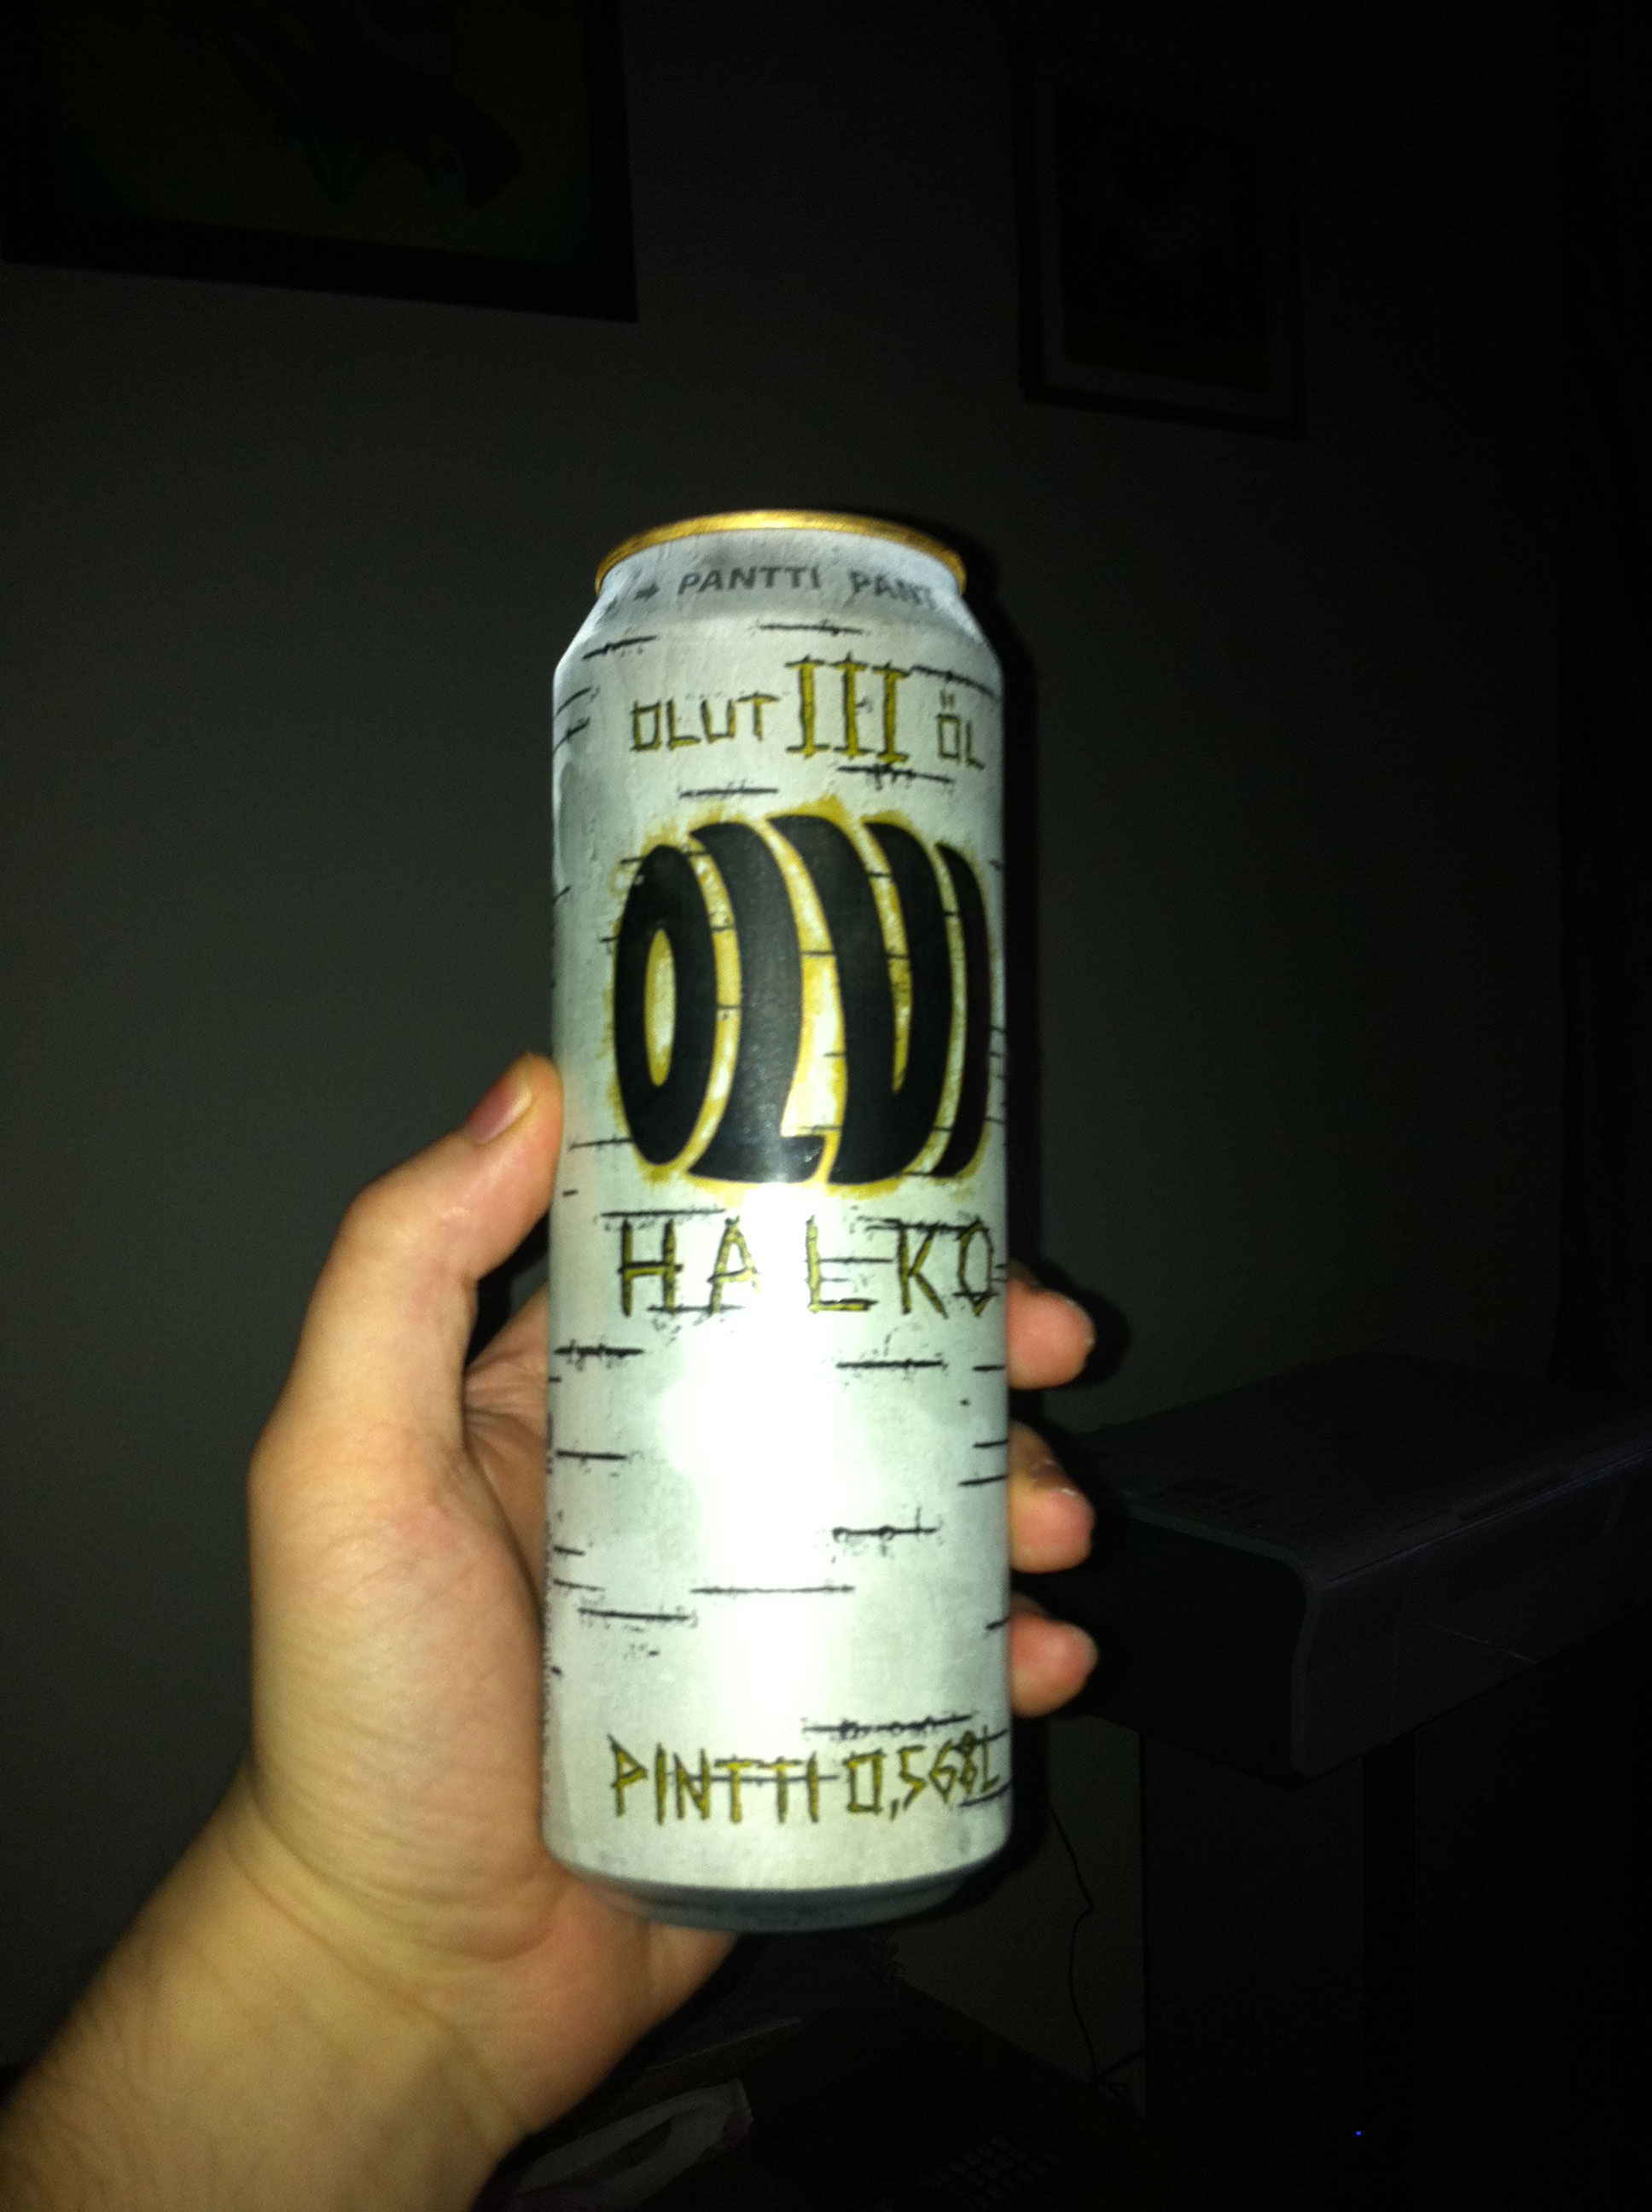 PANTTI PANT
OLUT III ÖL
OLVI
HALKO
PINTTI 0,568L